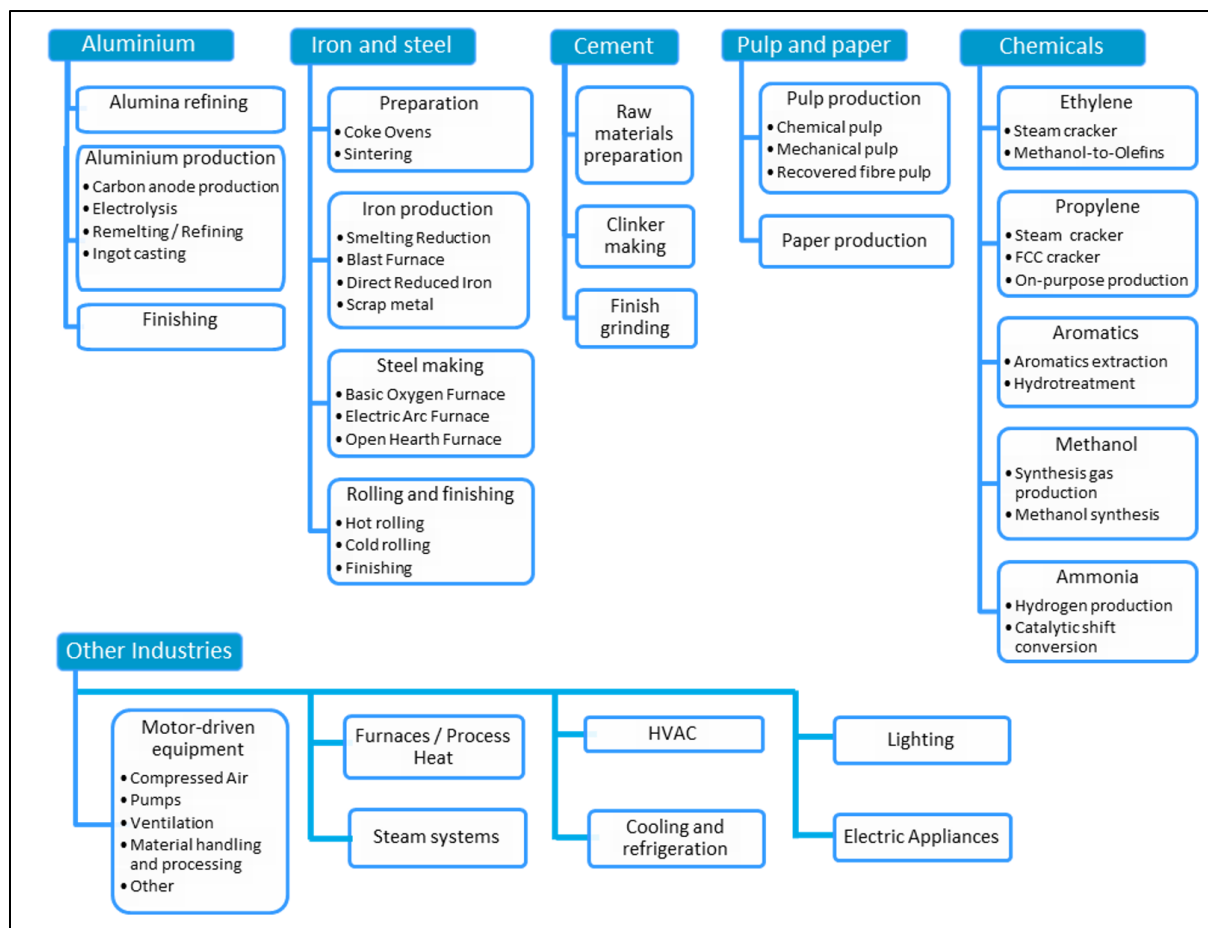 Aluminium
Alumina refining
Aluminium production
• Carbon anode production
• Electrolysis
• Remelting / Refining
• Ingot casting
Finishing
Iron and steel
Preparation
• Coke Ovens
• Sintering
Iron production
• Smelting Reduction
• Blast Furnace
• Direct Reduced Iron
• Scrap metal
Steel making
• Basic Oxygen Furnace
• Electric Arc Furnace
• Open Hearth Furnace
Rolling and finishing
• Hot rolling
• Cold rolling
• Finishing
Cement
Raw
materials
preparation
Clinker
making
Finish
grinding
Pulp and paper
Pulp production
• Chemical pulp
• Mechanical pulp
• Recovered fibre pulp
Paper production
Chemicals
Ethylene
• Steam cracker
• Methanol-to-Olefins
Propylene
• Steam cracker
• FCC cracker
• On-purpose production
Aromatics
• Aromatics extraction
• Hydrotreatment
Methanol
• Synthesis gas
production
• Methanol synthesis
Ammonia
• Hydrogen production
• Catalytic shift
conversion
Other Industries
Motor-driven
equipment
• Compressed Air
• Pumps
• Ventilation
• Material handling
and processing
• Other
Furnaces / Process
Heat
Steam systems
HVAC
Cooling and
refrigeration
Lighting
Electric Appliances